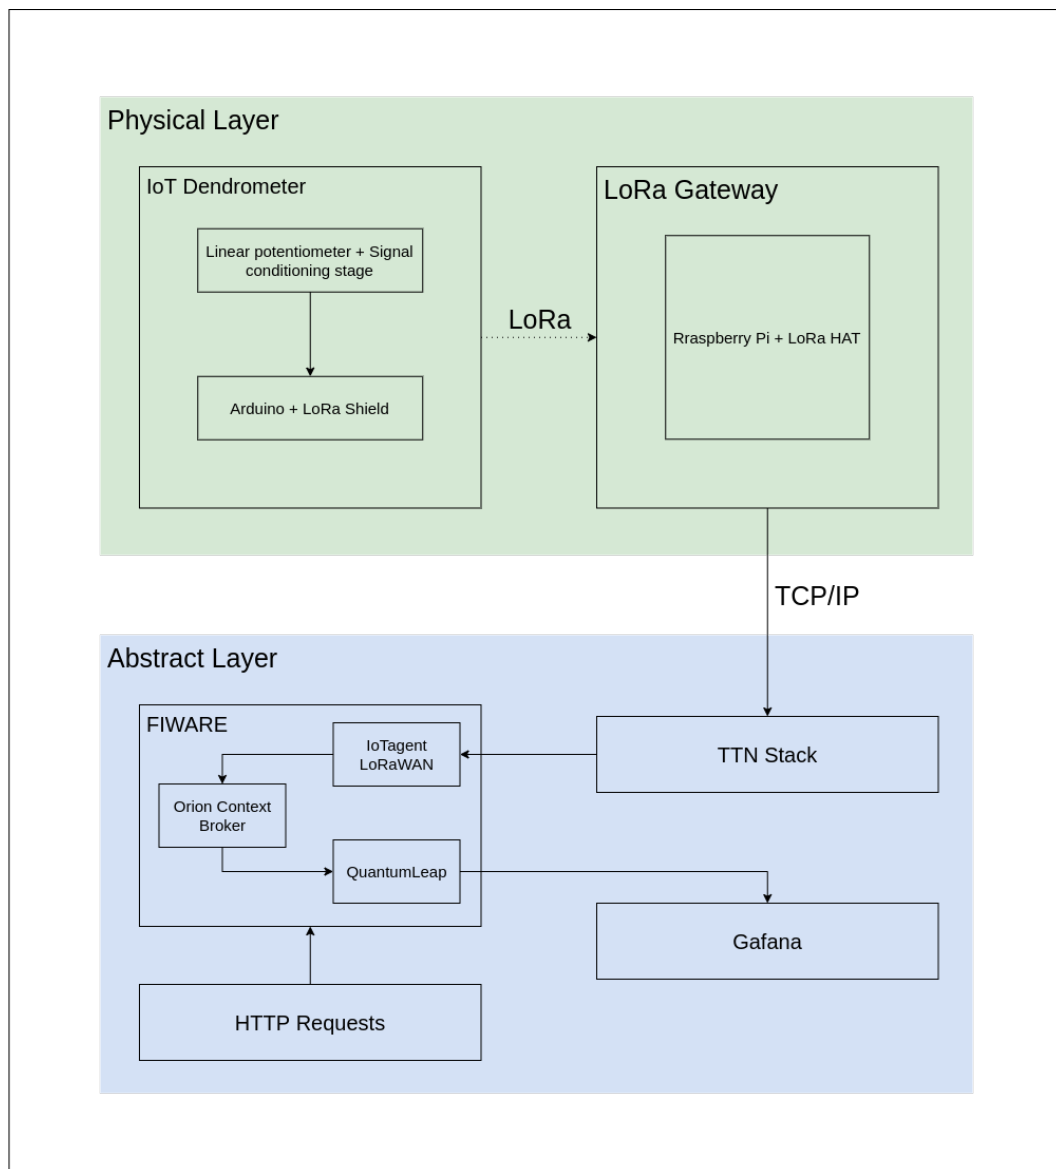 Physical Layer
IoT Dendrometer
Linear potentiometer + Signal
conditioning stage
Arduino + LoRa Shield
LoRa
LoRa Gateway
Rraspberry Pi + LoRa HAT
TCP/IP
Abstract Layer
FIWARE
IoTagent
LoRaWAN
Orion Context
Broker
QuantumLeap
TTN Stack
Gafana
HTTP Requests